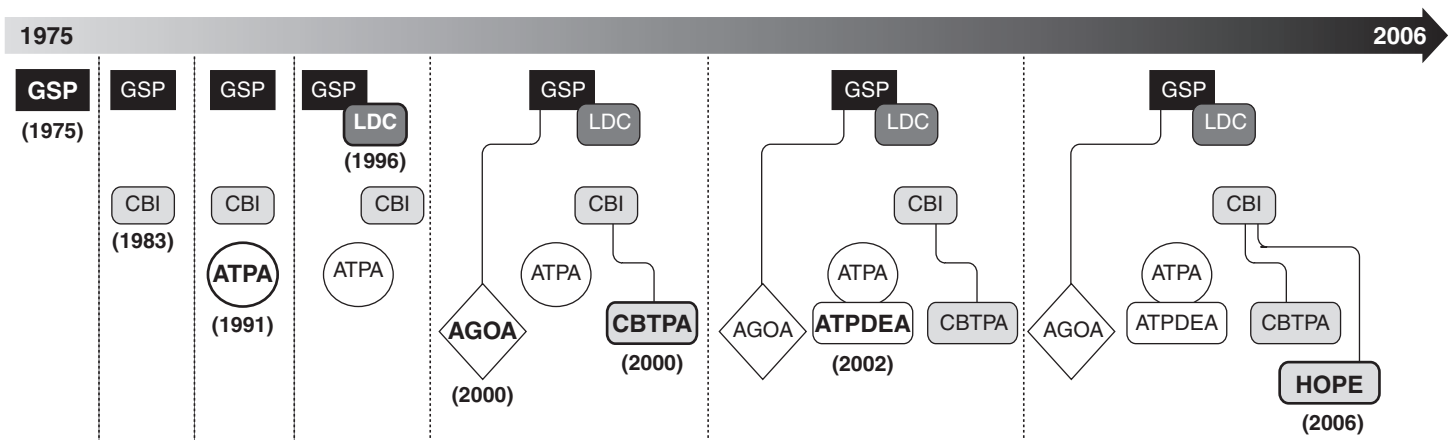 1975
2006
GSP
(1975)
GSP
CBI
(1983)
GSP
CBI
ATPA
(1991)
GSP
LDC
(1996)
CBI
ATPA
GSP
LDC
CBI
ATPA
AGOA
(2000)
CBTPA
(2000)
GSP
LDC
CBI
ATPA
AGOA
ATPDEA
(2002)
CBTPA
GSP
LDC
CBI
ATPA
AGOA
ATPDEA
CBTPA
HOPE
(2006)